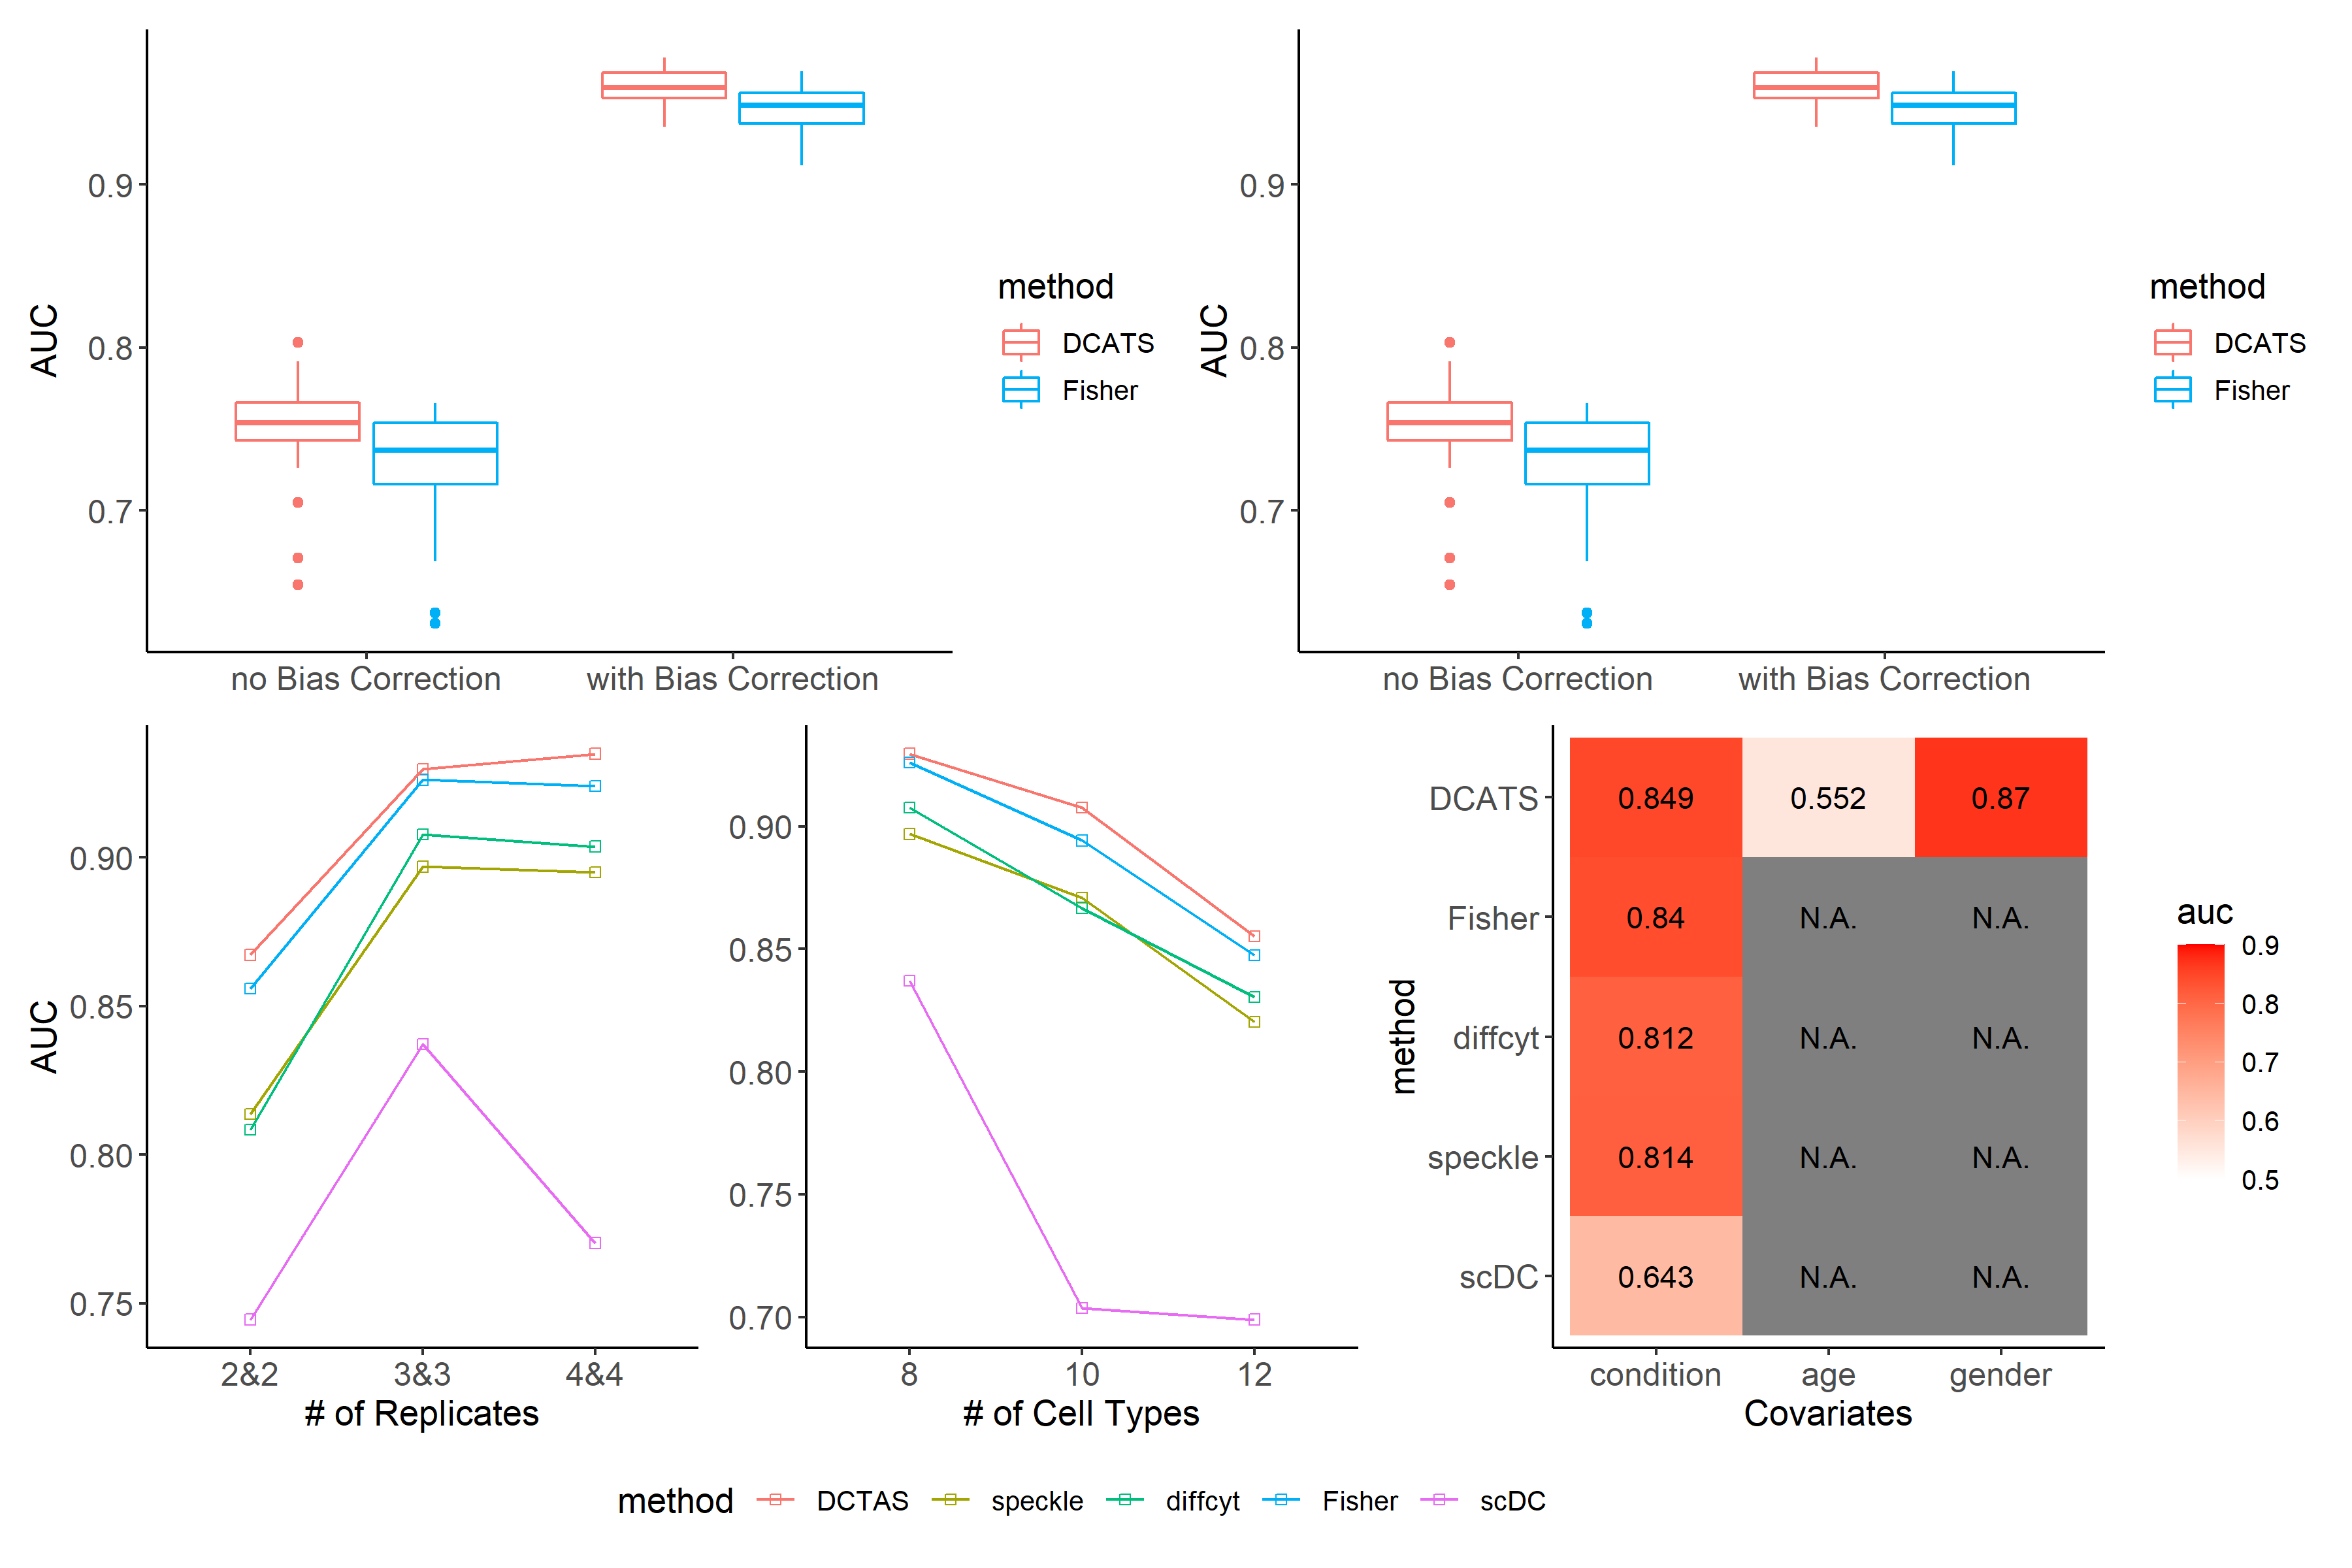 AUC
0.9
0.8
0.7
no Bias Correction
with Bias Correction
method
DCATS
Fisher
AUC
0.9
0.8
0.7
no Bias Correction
with Bias Correction
method
DCATS
Fisher
AUC
0.90
0.85
0.80
0.75
2&2
3&3
4&4
# of Replicates
0.90
0.85
0.80
0.75
0.70
8
10
12
# of Cell Types
method
DCATS
0.849
0.552
0.87
Fisher
0.84
N.A.
N.A.
diffcyt
0.812
N.A.
N.A.
speckle
0.814
N.A.
N.A.
scDC
0.643
N.A.
N.A.
condition
age
gender
Covariates
auc
0.9
0.8
0.7
0.6
0.5
method
DCTAS
speckle
diffcyt
Fisher
scDC